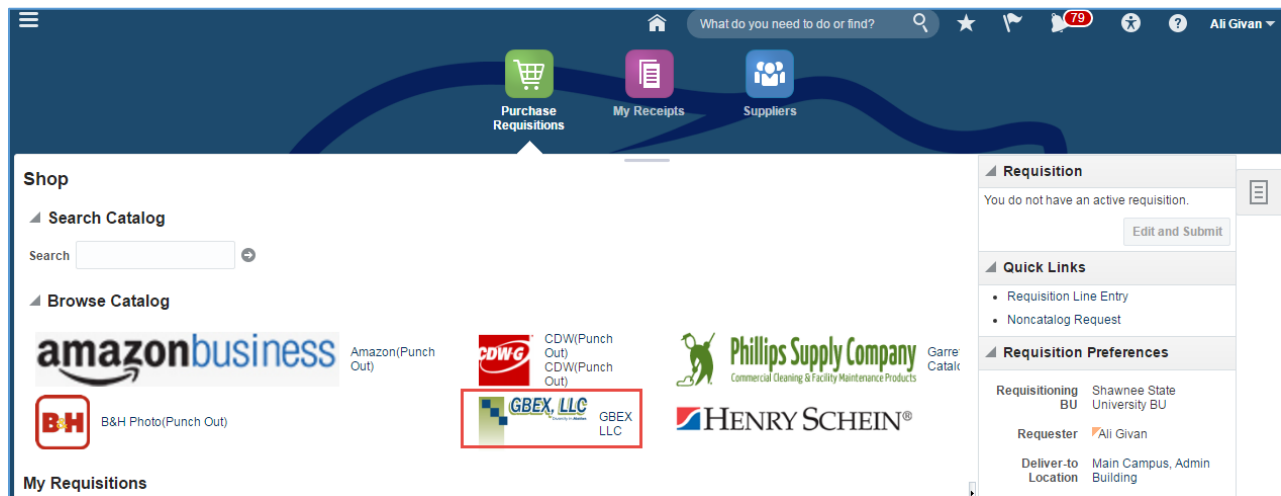 What do you need to do or find?
79
Ali Givan
Purchase
Requisitions
My Receipts
Suppliers
Shop
Search Catalog
Search
Browse Catalog
amazonbusiness
Amazon(Punch
Out)
CDW·G
CDW(Punch
Out)
CDW(Punch
Out)
Phillips Supply Company
Commercial Cleaning & Facility Maintenance Products
Garre
Catalo
B&H
B&H Photo(Punch Out)
GBEX, LLC
GBEX
LLC
HENRY SCHEIN®
My Requisitions
Requisition
You do not have an active requisition.
Edit and Submit
Quick Links
Requisition Line Entry
Noncatalog Request
Requisition Preferences
Requisitioning
BU
Shawnee State
University BU
Requester
Ali Givan
Deliver-to
Location
Main Campus, Admin
Building